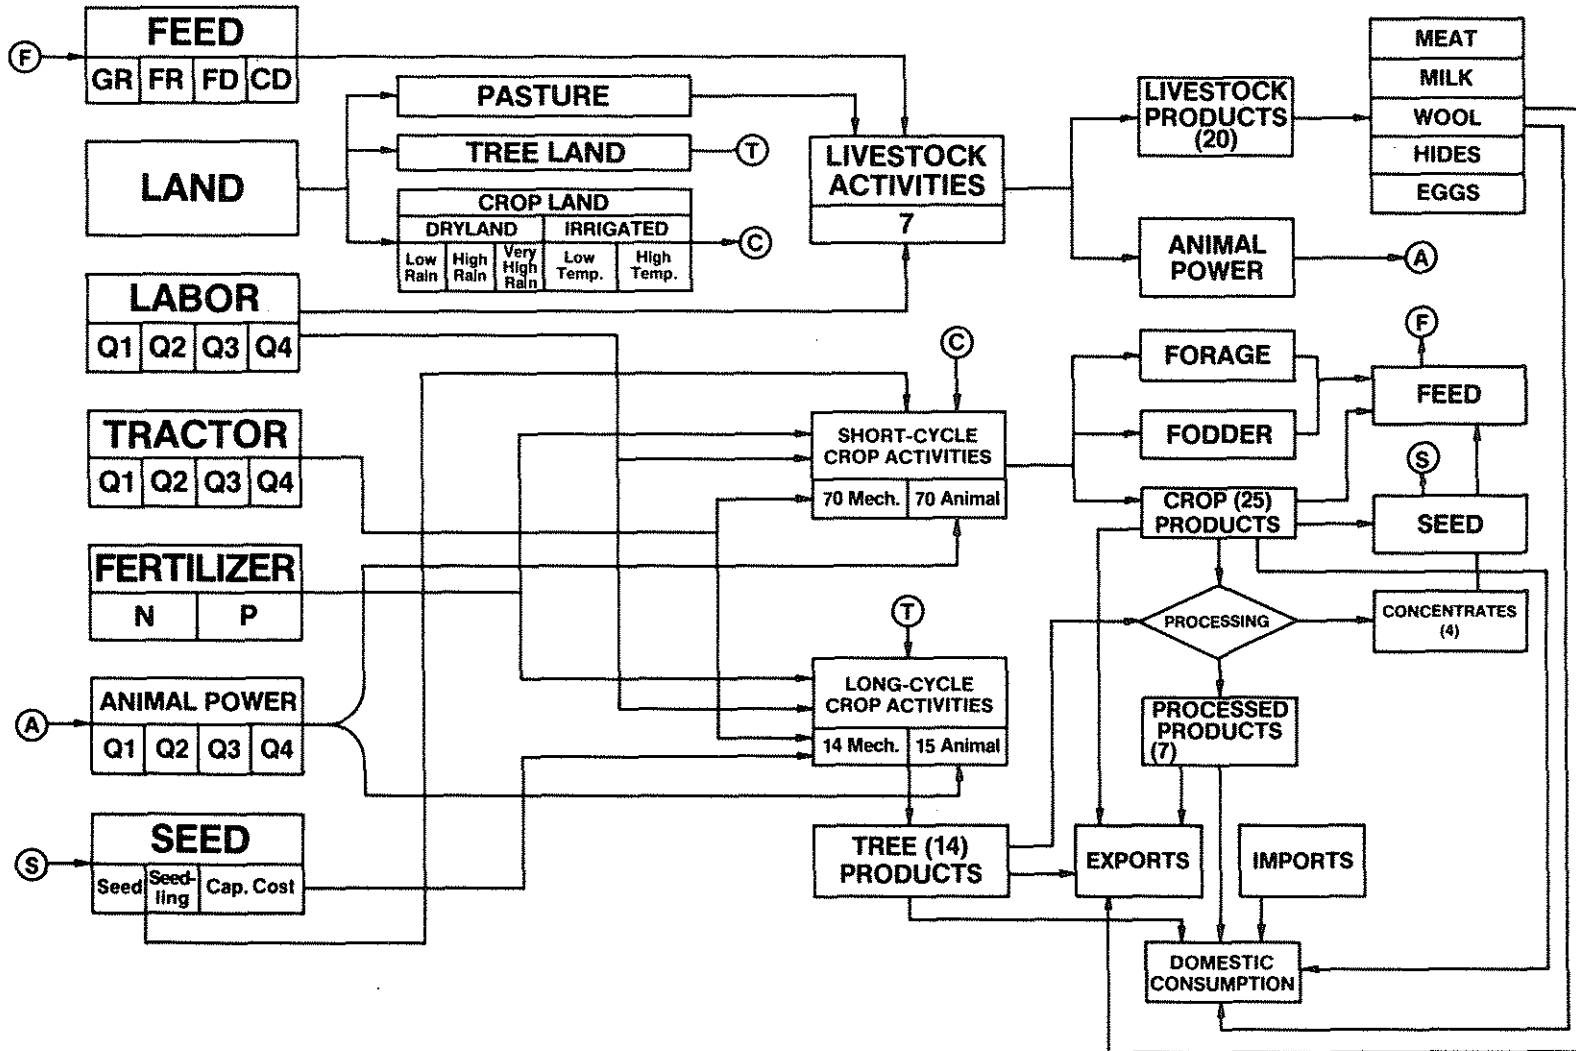 F
FEED
GR FR FD CD
LAND
PASTURE
TREE LAND
T
CROP LAND
DRYLAND IRRIGATED
Low
Rain
High
Rain
Very
High
Rain
Low
Temp.
High
Temp.
C
LABOR
Q1 Q2 Q3 Q4
TRACTOR
Q1 Q2 Q3 Q4
FERTILIZER
N P
A
ANIMAL POWER
Q1 Q2 Q3 Q4
S
SEED
Seed
Seed-
ling
Cap. Cost
LIVESTOCK
ACTIVITIES
7
C
SHORT-CYCLE
CROP ACTIVITIES
70 Mech. 70 Animal
T
LONG-CYCLE
CROP ACTIVITIES
14 Mech. 15 Animal
TREE (14)
PRODUCTS
LIVESTOCK
PRODUCTS
(20)
MEAT
MILK
WOOL
HIDES
EGGS
ANIMAL
POWER
A
FORAGE
FODDER
CROP (25)
PRODUCTS
F
FEED
S
SEED
PROCESSING
CONCENTRATES
(4)
PROCESSED
PRODUCTS
(7)
EXPORTS
IMPORTS
DOMESTIC
CONSUMPTION